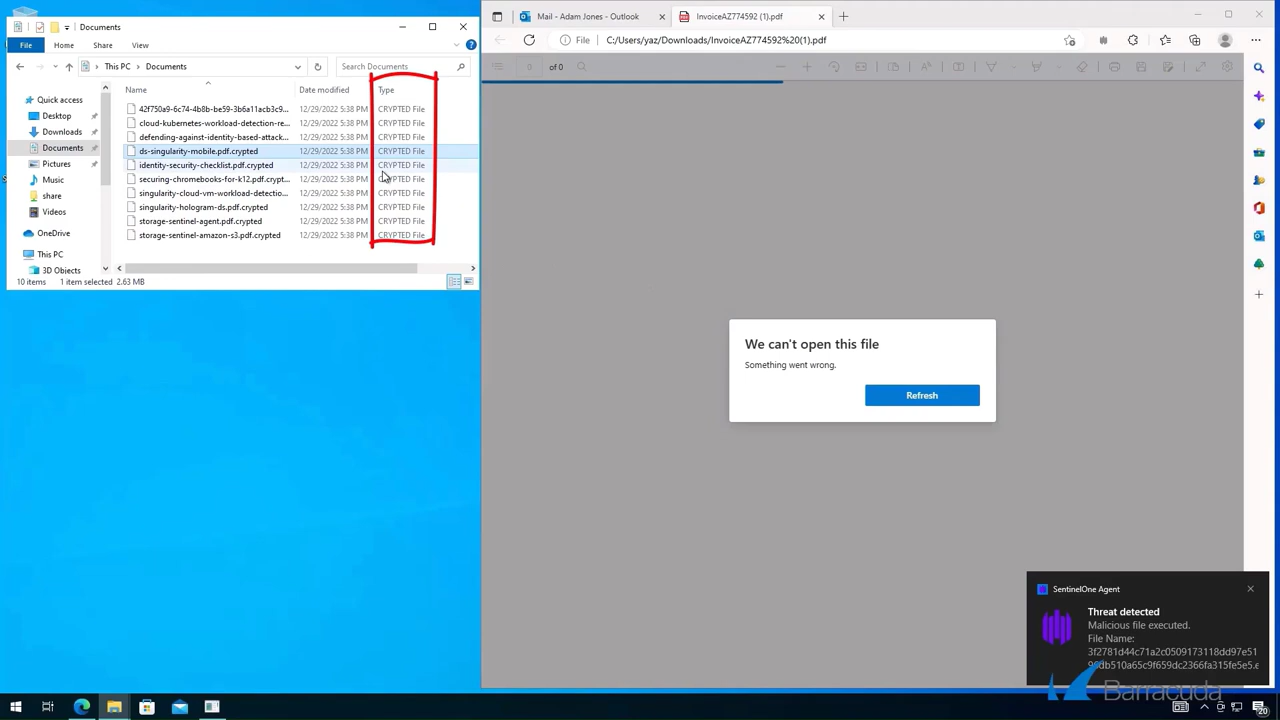 Documents
File Home Share View
This PC > Documents
Search Documents
Name Date modified Type
42f750a9-6c74-4b8b-be59-3b6a11acb3c9... 12/29/2022 5:38 PM CRYPTED File
cloud-kubernetes-workload-detection-re... 12/29/2022 5:38 PM CRYPTED File
defending-against-identity-based-attack... 12/29/2022 5:38 PM CRYPTED File
ds-singularity-mobile.pdf.crypted 12/29/2022 5:38 PM CRYPTED File
identity-security-checklist.pdf.crypted 12/29/2022 5:38 PM CRYPTED File
securing-chromebooks-for-k12.pdf.crypt... 12/29/2022 5:38 PM CRYPTED File
singularity-cloud-vm-workload-detectio... 12/29/2022 5:38 PM CRYPTED File
singularity-hologram-ds.pdf.crypted 12/29/2022 5:38 PM CRYPTED File
storage-sentinel-agent.pdf.crypted 12/29/2022 5:38 PM CRYPTED File
storage-sentinel-amazon-s3.pdf.crypted 12/29/2022 5:38 PM CRYPTED File
Quick access
Desktop
Downloads
Documents
Pictures
Music
share
Videos
OneDrive
This PC
3D Objects
10 items 1 item selected 2.63 MB
Mail - Adam Jones - Outlook
InvoiceAZ774592 (1).pdf
File C:/Users/yaz/Downloads/InvoiceAZ774592%20(1).pdf
0 of 0
We can't open this file
Something went wrong.
Refresh
SentinelOne Agent
Threat detected
Malicious file executed.
File Name:
3f2781d44c71a2c0509173118dd97e51
db510a65c9f659dc2366fa315fe5e5.e
Barracuda
20